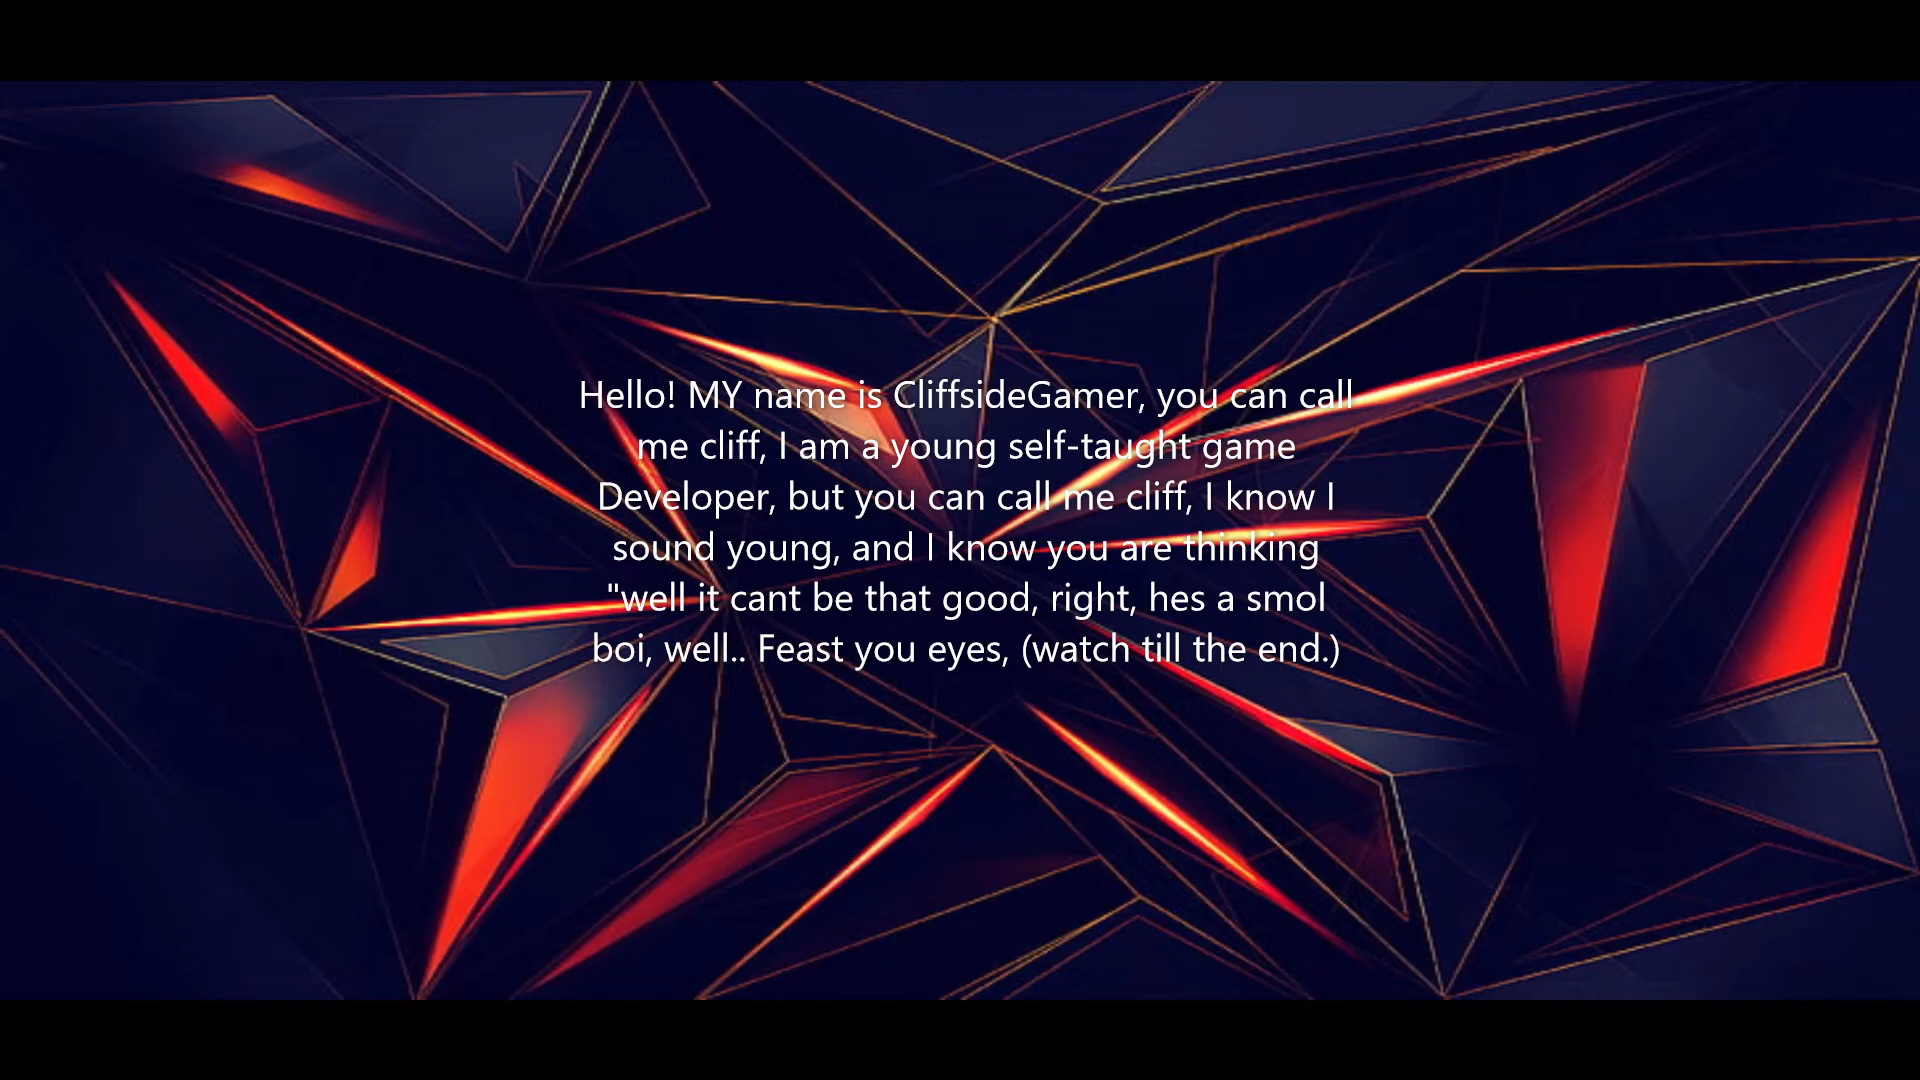 Hello! MY name is CliffsideGamer, you can call
me cliff, I am a young self-taught game
Developer, but you can call me cliff, I know I
sound young, and I know you are thinking
"well it cant be that good, right, hes a smol
boi, well.. Feast you eyes, (watch till the end.)